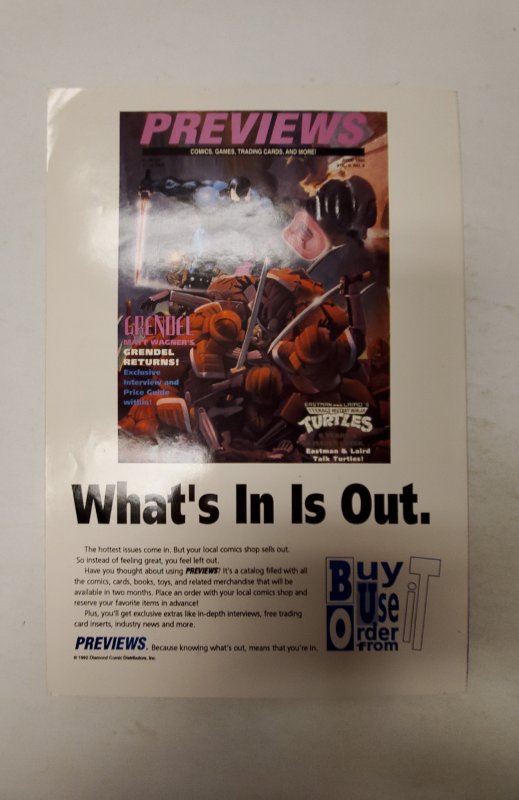 PREVIEWS
COMICS, GAMES, TRADING CARDS, AND MORE!
GRENDEL
MATT WAGNER'S
GRENDEL
RETURNS!
Exclusive
Interview and
Price Guide
within!
EASTMAN AND LAIRD'S
TEENAGE MUTANT NINJA
TURTLES
Eastman & Laird
Talk Turtles!
What's In Is Out.
The hottest issues come in. But your local comics shop sells out.
So instead of feeling great, you feel left out.
Have you thought about using PREVIEWS? It's a catalog filled with all
the comics, cards, books, toys, and related merchandise that will be
available in two months. Place an order with your local comics shop and
reserve your favorite items in advance!
Plus, you'll get exclusive extras like in-depth interviews, free trading
card inserts, industry news and more.
PREVIEWS. Because knowing what's out, means that you're in.
© 1992 Diamond Comic Distributors, Inc.
Buy
Use
Order
from
iT